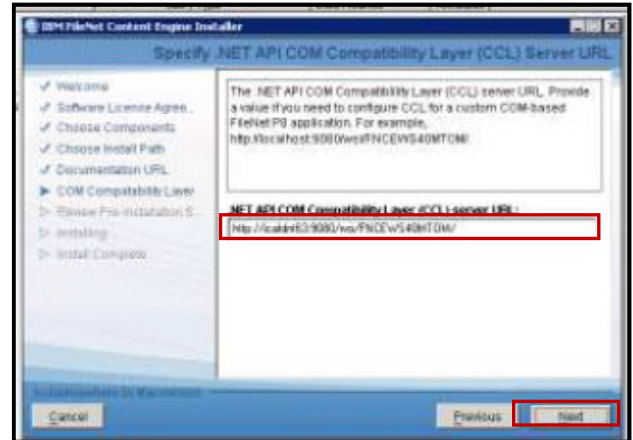 IBM FileNet Content Engine Installer
Specify .NET API COM Compatibility Layer (CCL) Server URL
Welcome
Software License Agree...
Choose Components
Choose Install Path
Documentation URL
COM Compatability Layer
Review Pre-Installation S...
Installing
Install Complete
The .NET API COM Compatibility Layer (CCL) server URL. Provide
a value if you need to configure CCL for a custom COM-based
FileNet P8 application. For example,
http://localhost:9080/wsi/FNCEWS40MTOM/.
.NET API COM Compatibility Layer (CCL) server URL:
Cancel
Previous
Next